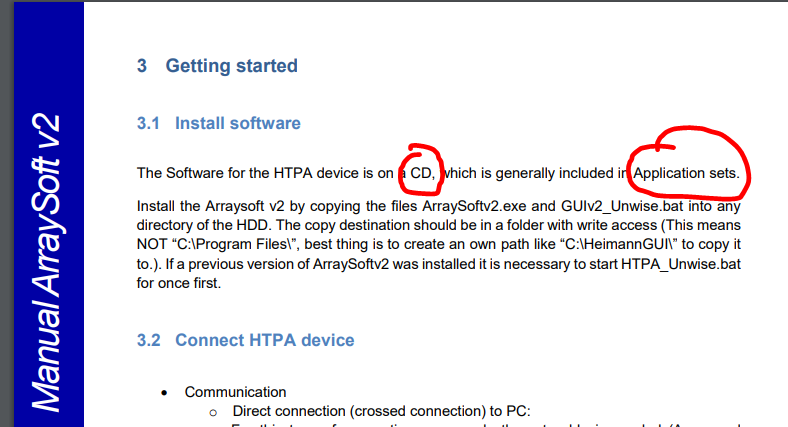 Manual ArraySoft v2
3 Getting started
3.1 Install software
The Software for the HTPA device is on a CD, which is generally included in Application sets.
Install the Arraysoft v2 by copying the files ArraySoftv2.exe and GUIv2_Unwise.bat into any
directory of the HDD. The copy destination should be in a folder with write access (This means
NOT “C:\Program Files\”, best thing is to create an own path like “C:\HeimannGUI\” to copy it
to.). If a previous version of ArraySoftv2 was installed it is necessary to start HTPA_Unwise.bat
for once first.
3.2 Connect HTPA device
• Communication
o Direct connection (crossed connection) to PC: